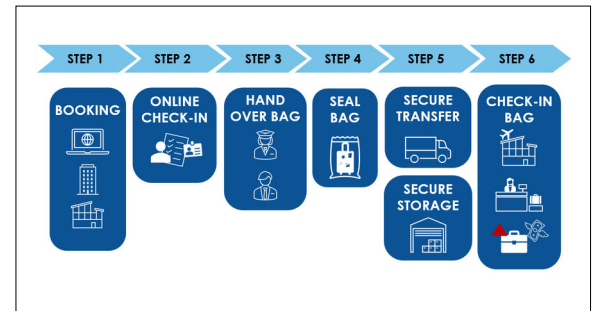 STEP 1
STEP 2
STEP 3
STEP 4
STEP 5
STEP 6
BOOKING
ONLINE
CHECK-IN
HAND
OVER BAG
SEAL
BAG
SECURE
TRANSFER
SECURE
STORAGE
CHECK-IN
BAG